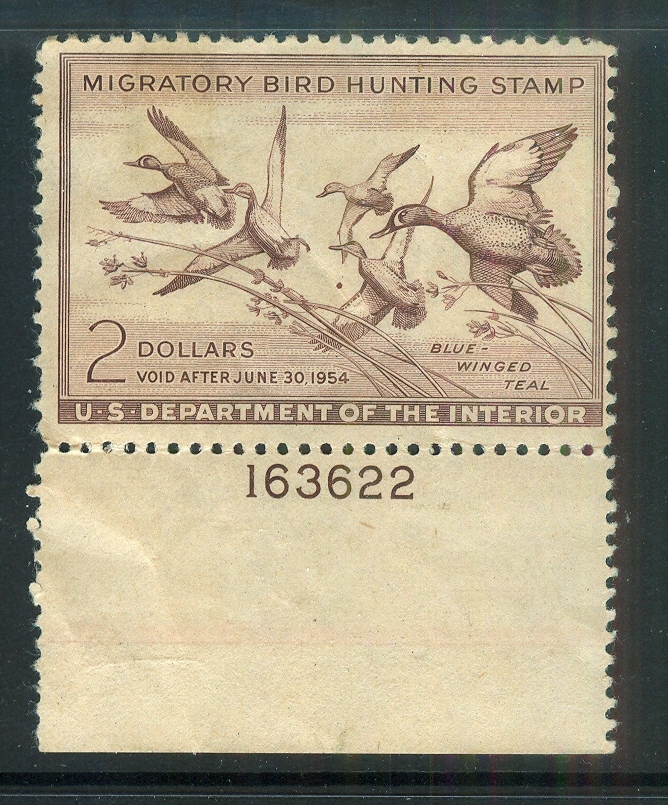 MIGRATORY BIRD HUNTING STAMP
2 DOLLARS
VOID AFTER JUNE 30, 1954
BLUE-
WINGED
TEAL
U·S·DEPARTMENT OF THE INTERIOR
163622